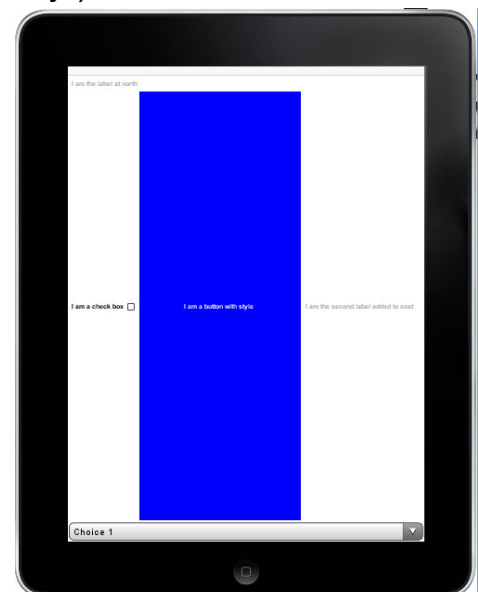 I am the label at north
I am a check box
I am a button with style
I am the second label added to east
Choice 1